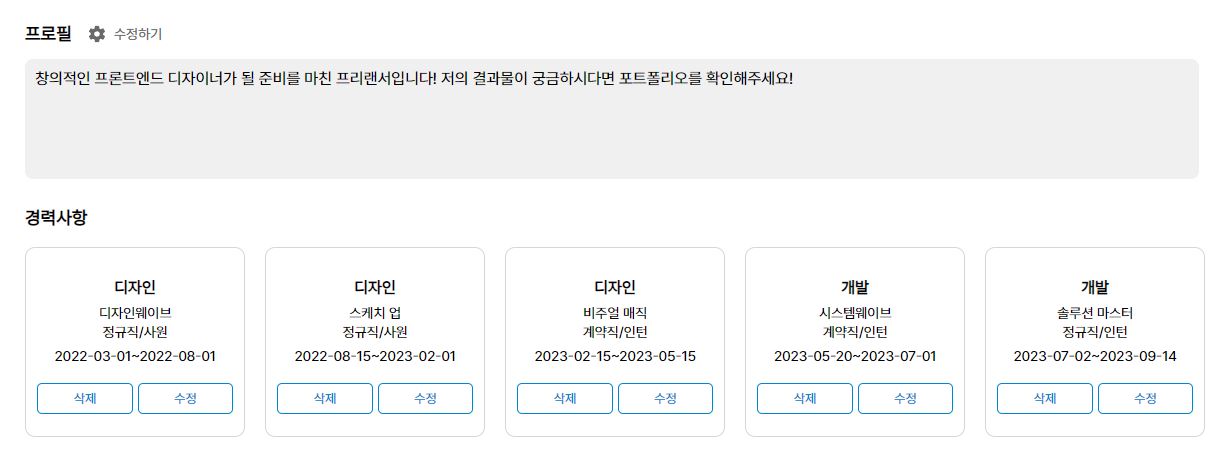 프로필 수정하기
창의적인 프론트엔드 디자이너가 될 준비를 마친 프리랜서입니다! 저의 결과물이 궁금하시다면 포트폴리오를 확인해주세요!
경력사항
디자인
디자인웨이브
정규직/사원
2022-03-01~2022-08-01
삭제 수정
디자인
스케치 업
정규직/사원
2022-08-15~2023-02-01
삭제 수정
디자인
비주얼 매직
계약직/인턴
2023-02-15~2023-05-15
삭제 수정
개발
시스템웨이브
계약직/인턴
2023-05-20~2023-07-01
삭제 수정
개발
솔루션 마스터
정규직/인턴
2023-07-02~2023-09-14
삭제 수정